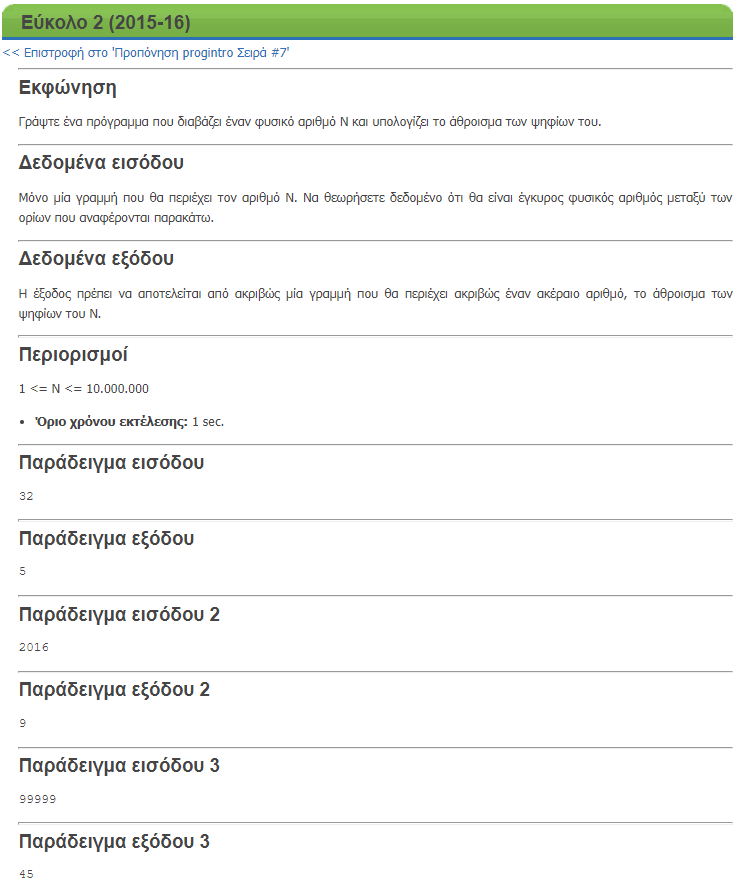 Εύκολο 2 (2015-16)
<< Επιστροφή στο 'Προπόνηση progintro Σειρά #7'
Εκφώνηση
Γράψτε ένα πρόγραμμα που διαβάζει έναν φυσικό αριθμό Ν και υπολογίζει το άθροισμα των ψηφίων του.
Δεδομένα εισόδου
Μόνο μία γραμμή που θα περιέχει τον αριθμό Ν. Να θεωρήσετε δεδομένο ότι θα είναι έγκυρος φυσικός αριθμός μεταξύ των
ορίων που αναφέρονται παρακάτω.
Δεδομένα εξόδου
Η έξοδος πρέπει να αποτελείται από ακριβώς μία γραμμή που θα περιέχει ακριβώς έναν ακέραιο αριθμό, το άθροισμα των
ψηφίων του Ν.
Περιορισμοί
1 <= N <= 10.000.000
• Όριο χρόνου εκτέλεσης: 1 sec.
Παράδειγμα εισόδου
32
Παράδειγμα εξόδου
5
Παράδειγμα εισόδου 2
2016
Παράδειγμα εξόδου 2
9
Παράδειγμα εισόδου 3
99999
Παράδειγμα εξόδου 3
45